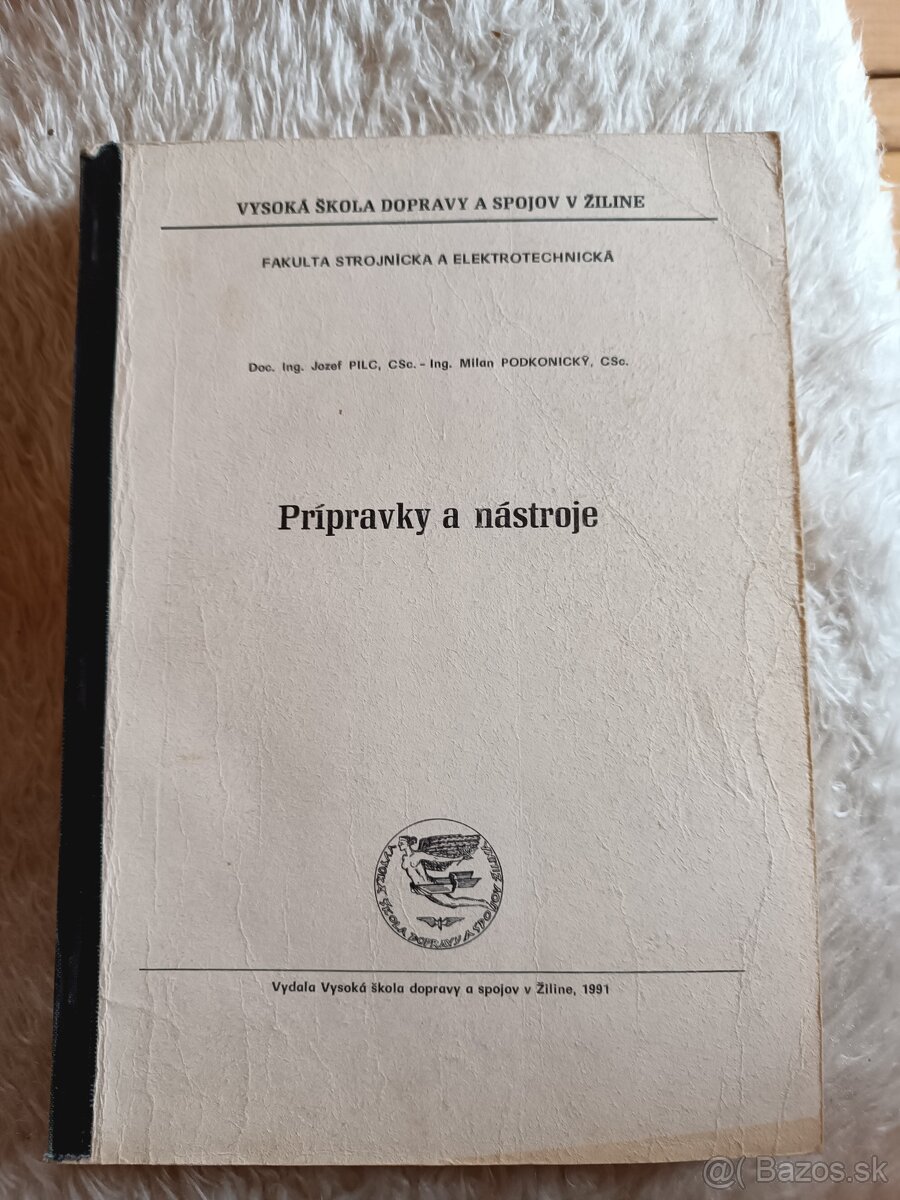 VYSOKÁ ŠKOLA DOPRAVY A SPOJOV V ŽILINE
FAKULTA STROJNÍCKA A ELEKTROTECHNICKÁ
Doc. Ing. Jozef PILC, CSc. – Ing. Milan PODKONICKÝ, CSc.
Prípravky a nástroje
VYSOKÁ ŠKOLA DOPRAVY A SPOJOV ŽILINA
Vydala Vysoká škola dopravy a spojov v Žiline, 1991
@( Bazos.sk